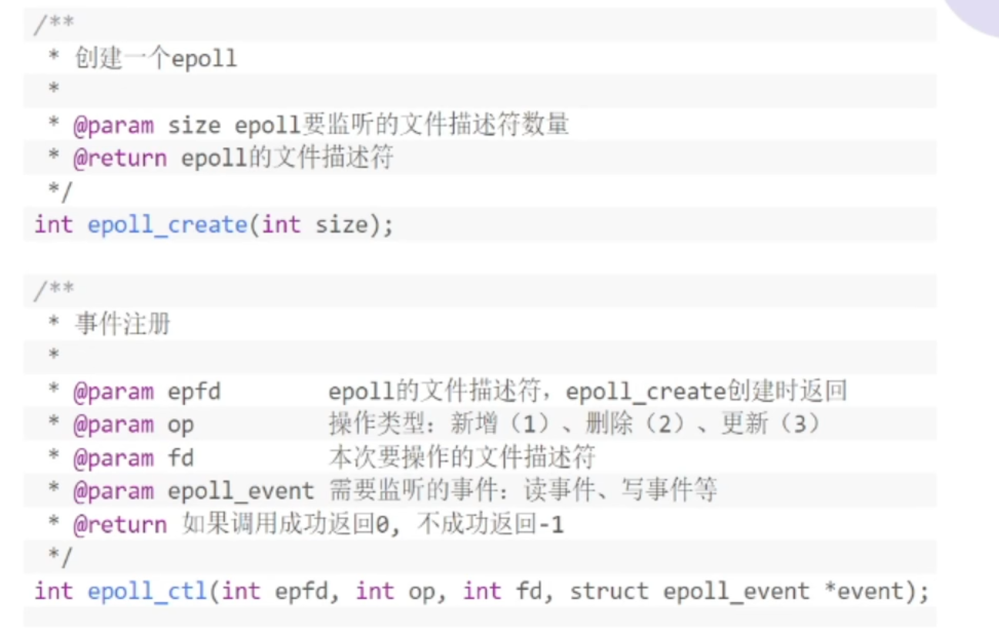 /**
 * 创建一个epoll
 *
 * @param size epoll要监听的文件描述符数量
 * @return epoll的文件描述符
 */
int epoll_create(int size);
/**
 * 事件注册
 *
 * @param epfd epoll的文件描述符，epoll_create创建时返回
 * @param op 操作类型：新增（1）、删除（2）、更新（3）
 * @param fd 本次要操作的文件描述符
 * @param epoll_event 需要监听的事件：读事件、写事件等
 * @return 如果调用成功返回0, 不成功返回-1
 */
int epoll_ctl(int epfd, int op, int fd, struct epoll_event *event);